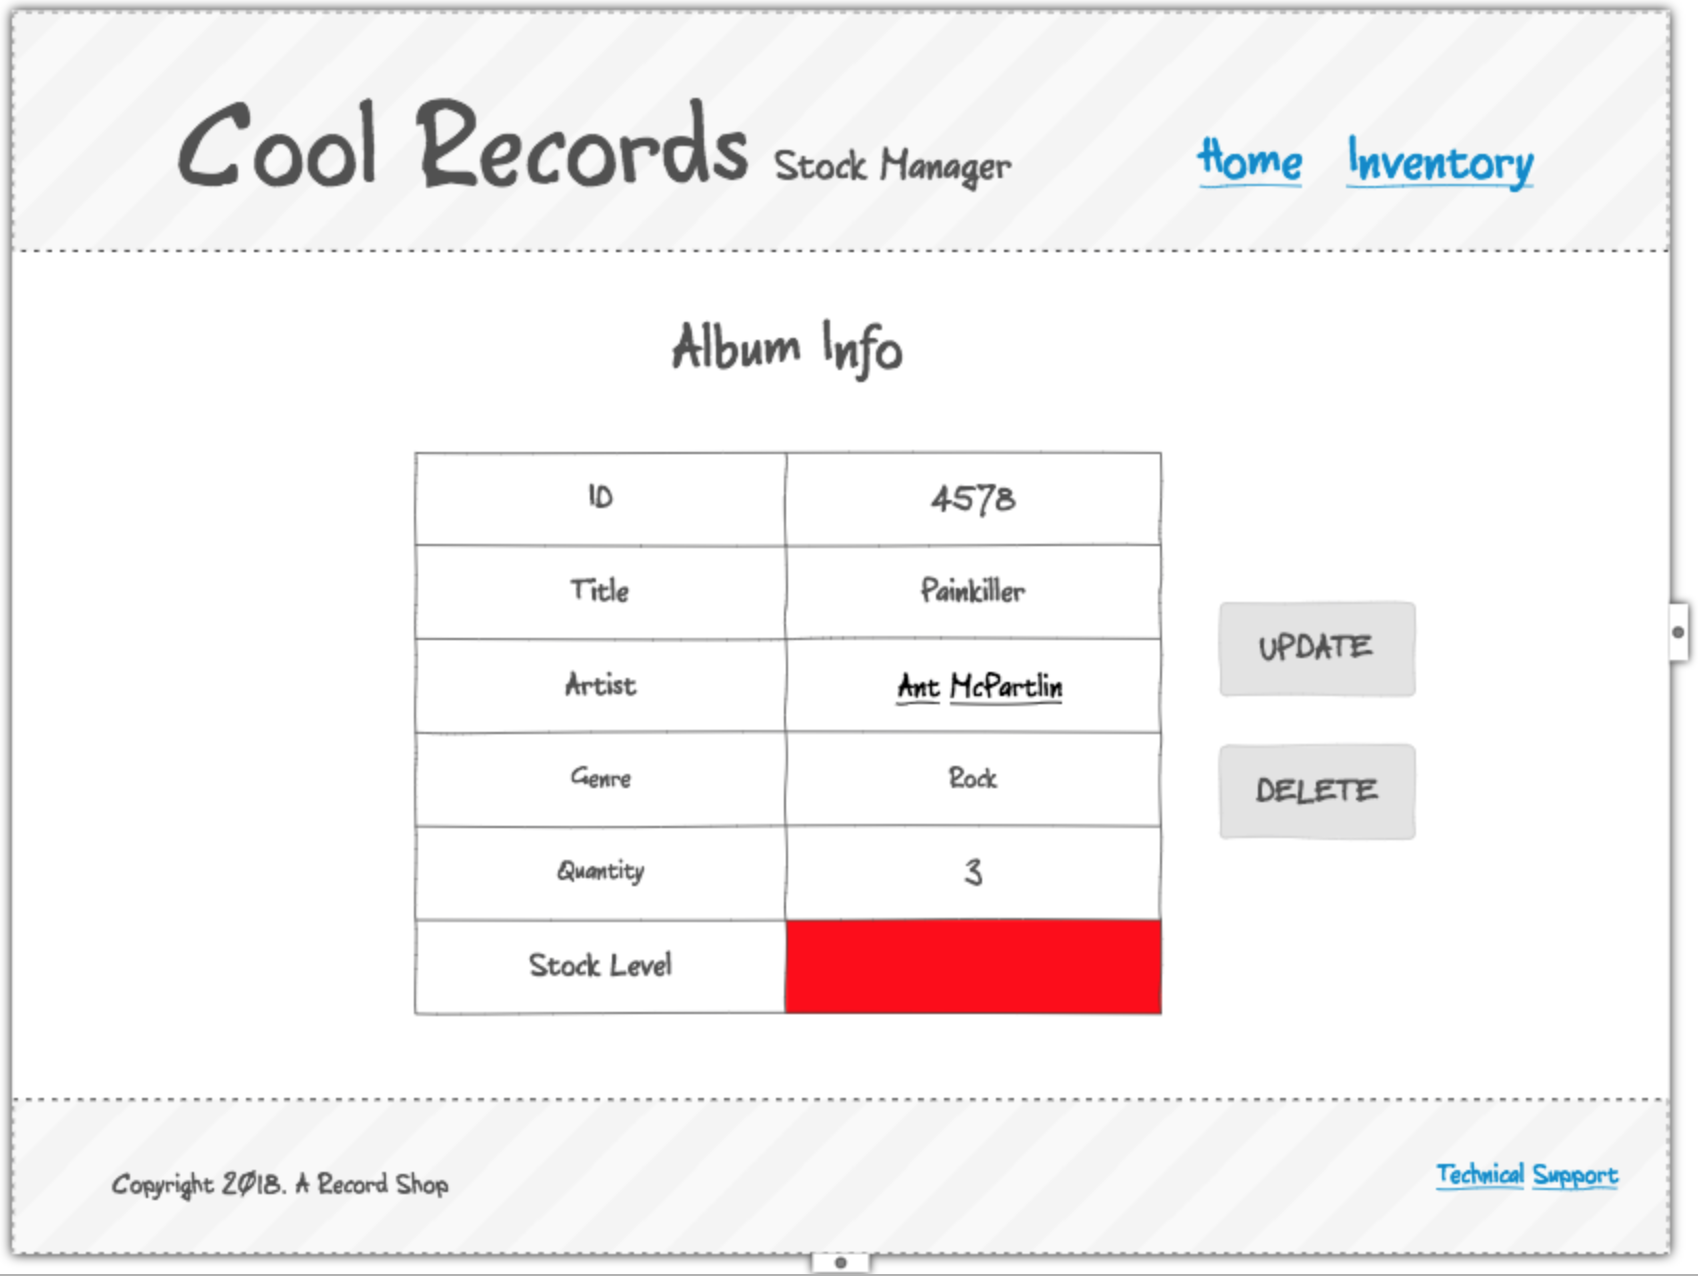 Cool Records Stock Manager Home Inventory
Album Info
ID 4578
Title Painkiller
Artist Ant McPartlin
Genre Rock
Quantity 3
Stock Level
UPDATE
DELETE
Copyright 2018. A Record Shop
Technical Support